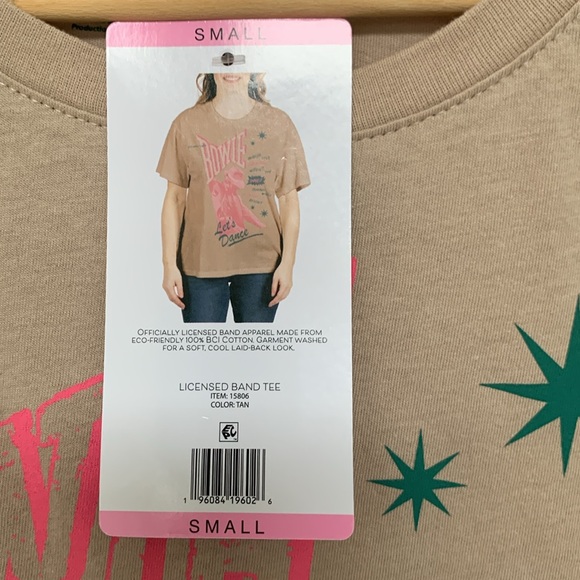 SMALL
BOWIE
Let's
Dance
OFFICIALLY LICENSED BAND APPAREL MADE FROM
ECO-FRIENDLY 100% BCI COTTON. GARMENT WASHED
FOR A SOFT, COOL LAID-BACK LOOK.
LICENSED BAND TEE
ITEM: 15806
COLOR: TAN
1 96084 19602 6
SMALL